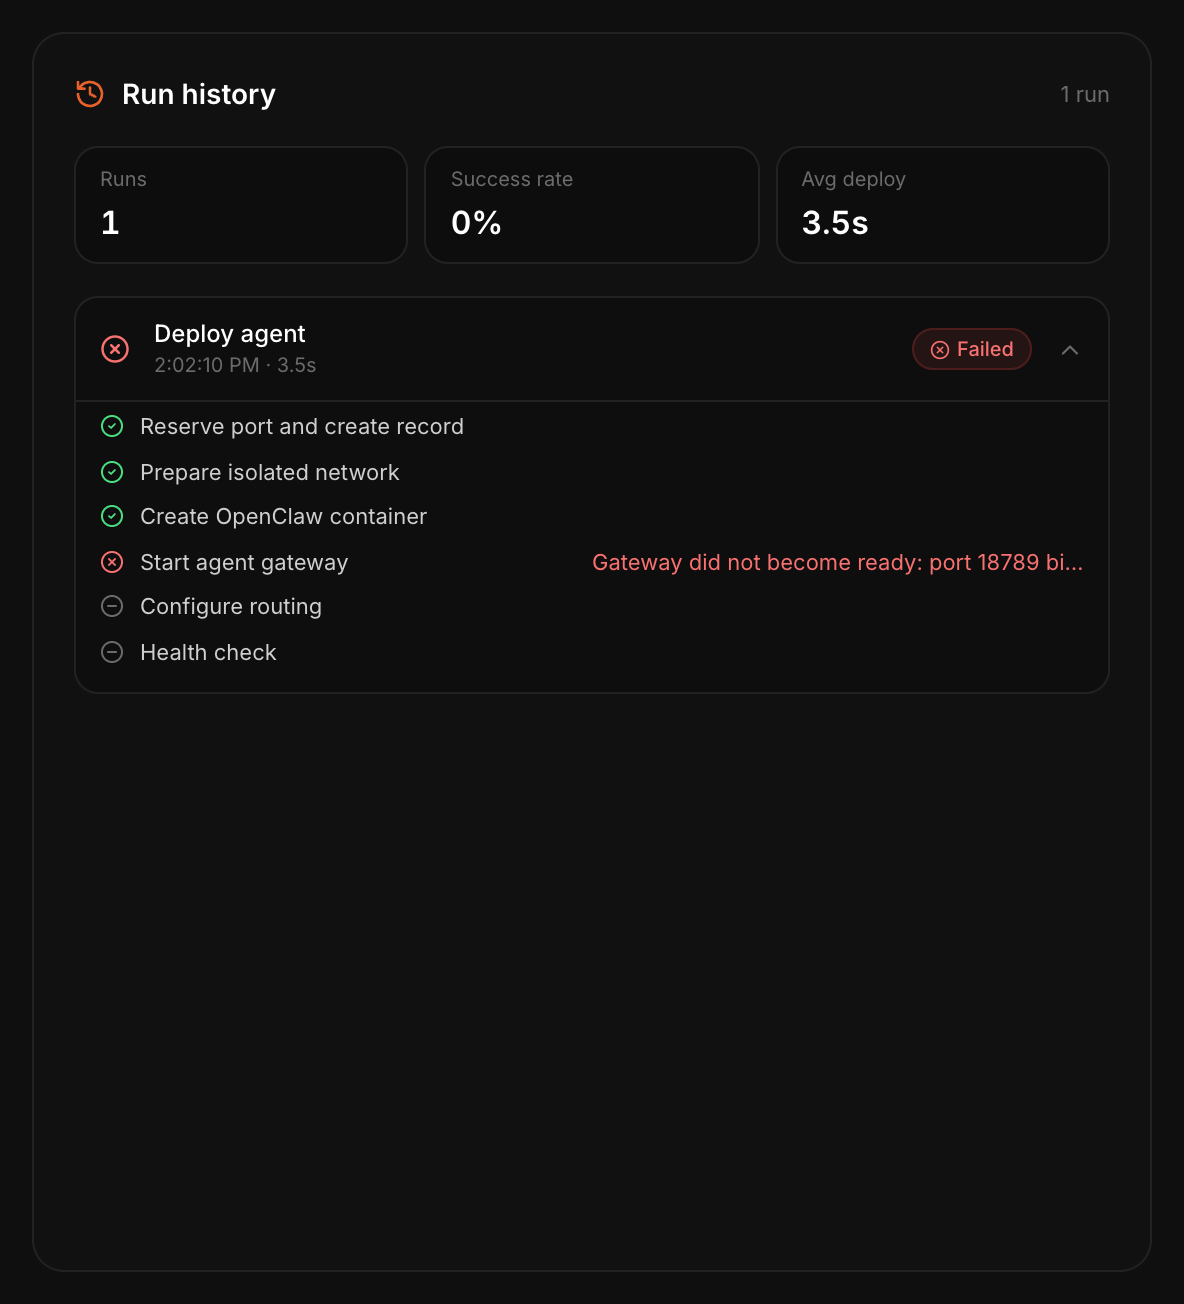 Run history
1 run
Runs
1
Success rate
0%
Avg deploy
3.5s
Deploy agent
2:02:10 PM · 3.5s
Failed
Reserve port and create record
Prepare isolated network
Create OpenClaw container
Start agent gateway
Gateway did not become ready: port 18789 bi...
Configure routing
Health check